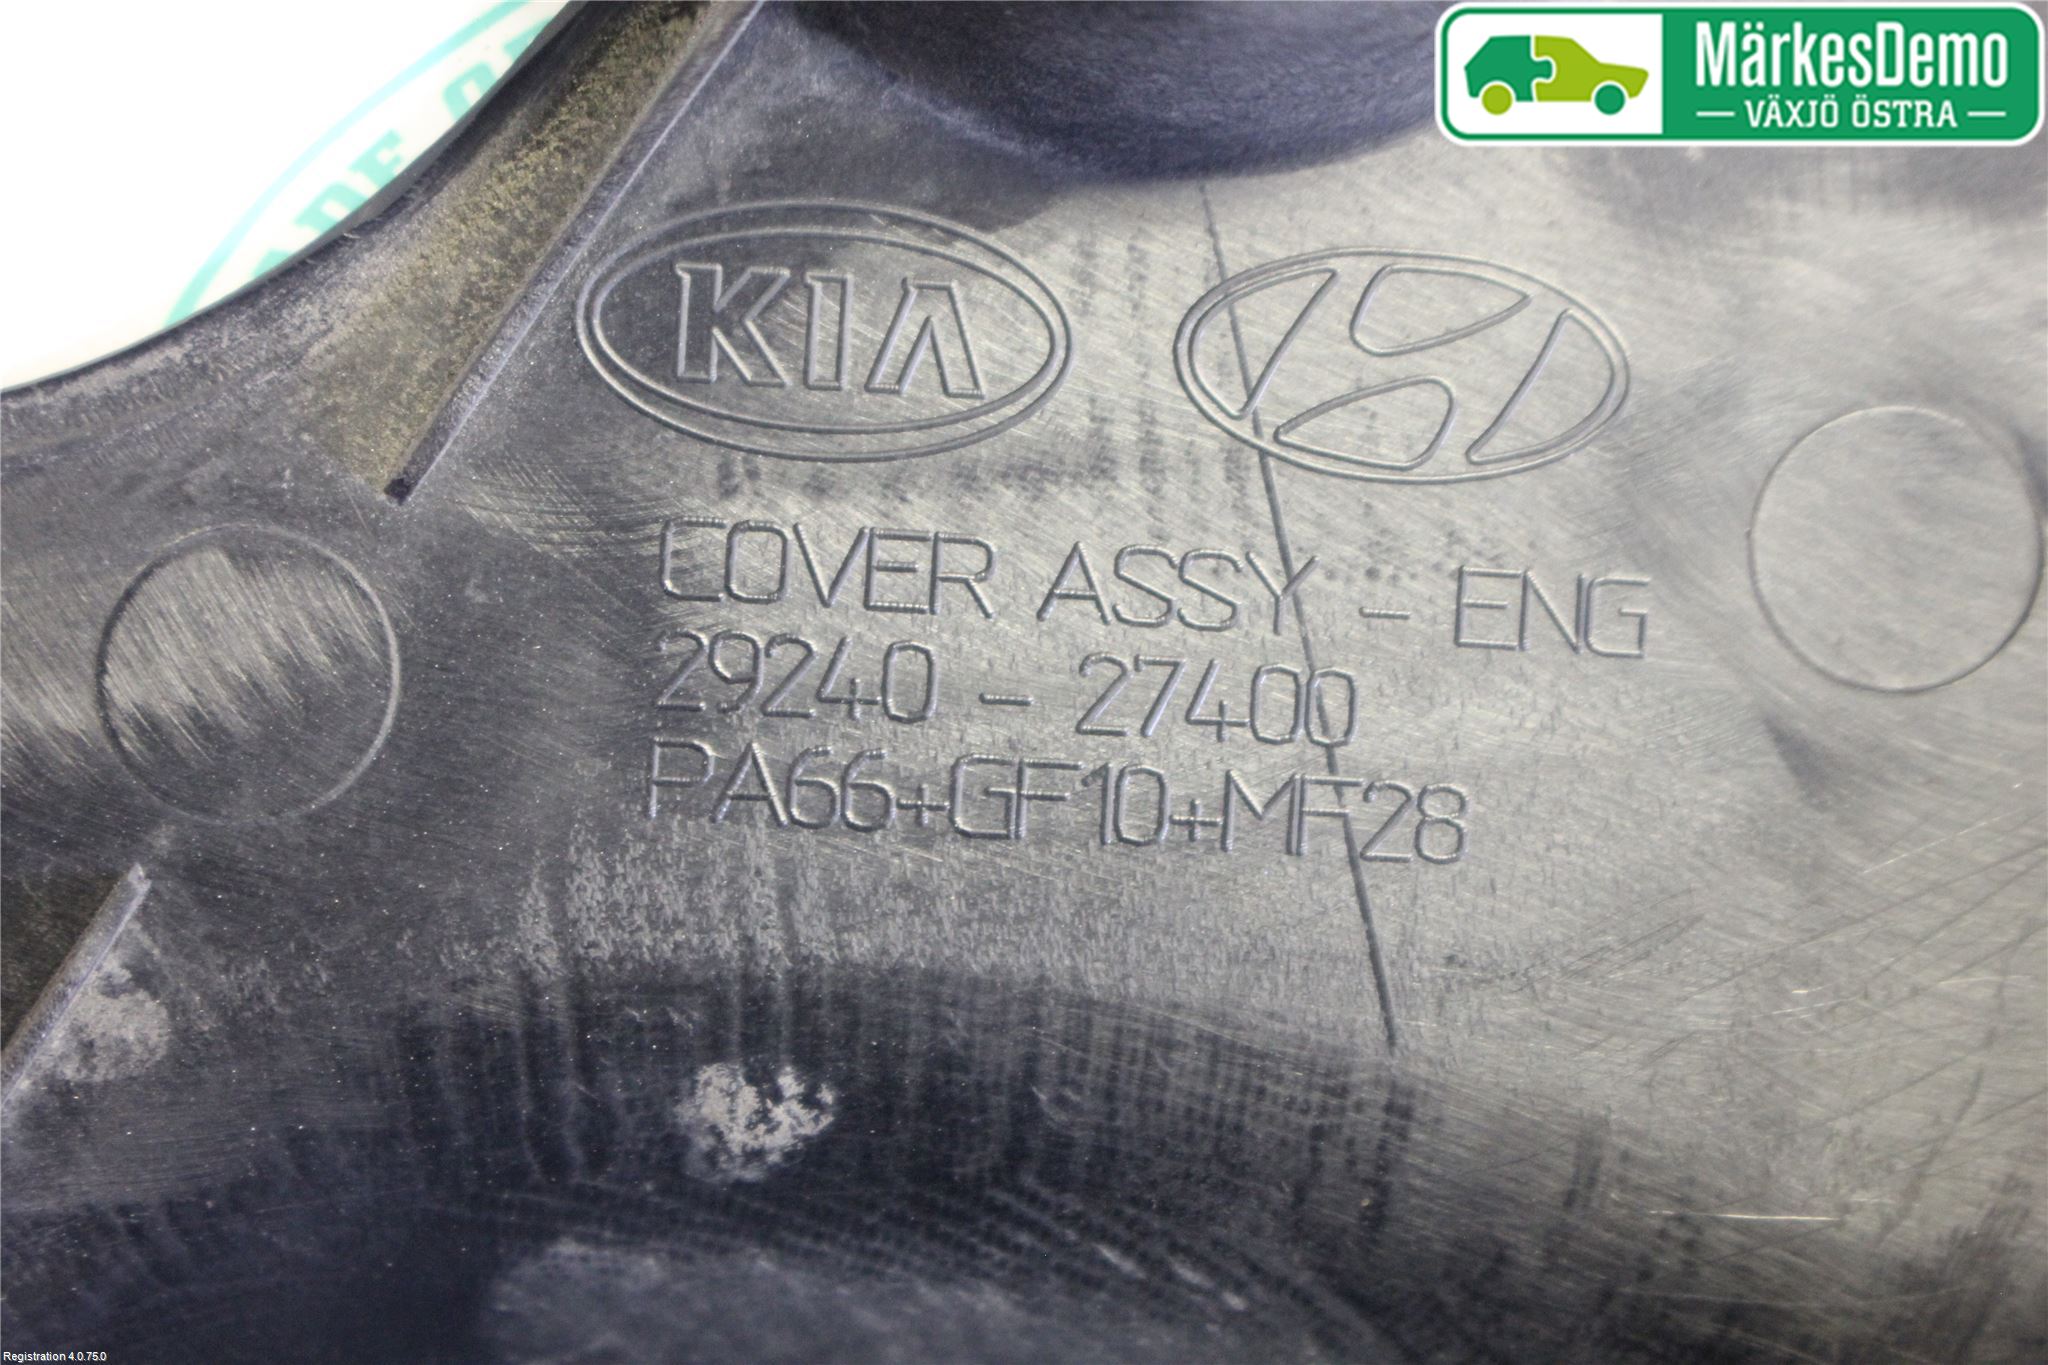 MärkesDemo
VÄXJÖ ÖSTRA
KIA
COVER ASSY - ENG
29240 - 27400
PA66+GF10+MF28
Registration 4.0.75.0